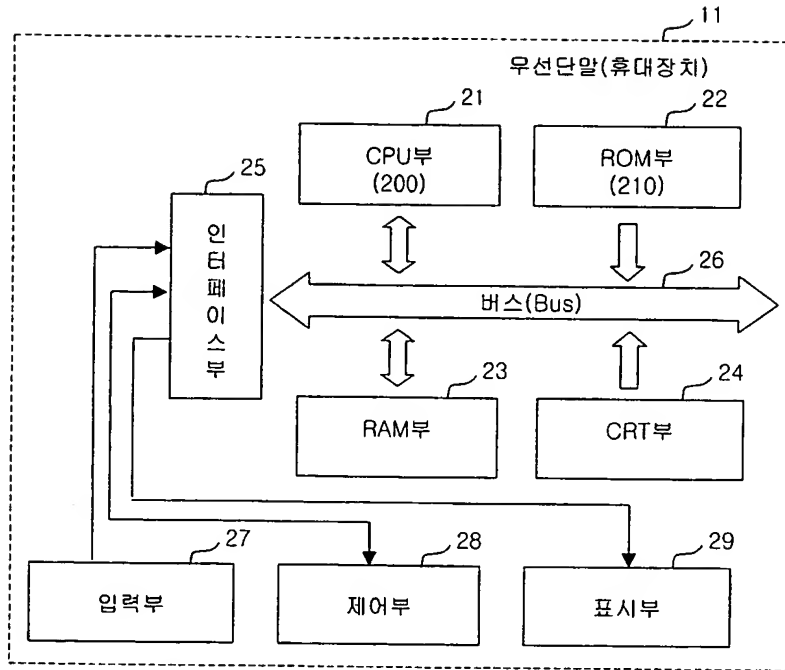 11
무선단말(휴대장치)
21
CPU부
(200)
22
ROM부
(210)
25
인터페이스부
26
버스(Bus)
23
RAM부
24
CRT부
27
입력부
28
제어부
29
표시부